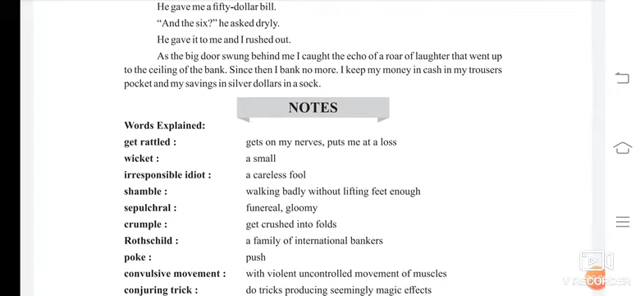 He gave me a fifty-dollar bill.
“And the six?” he asked dryly.
He gave it to me and I rushed out.
As the big door swung behind me I caught the echo of a roar of laughter that went up
to the ceiling of the bank. Since then I bank no more. I keep my money in cash in my trousers
pocket and my savings in silver dollars in a sock.
NOTES
Words Explained:
get rattled : gets on my nerves, puts me at a loss
wicket : a small
irresponsible idiot : a careless fool
shamble : walking badly without lifting feet enough
sepulchral : funereal, gloomy
crumple : get crushed into folds
Rothschild : a family of international bankers
poke : push
convulsive movement : with violent uncontrolled movement of muscles
conjuring trick : do tricks producing seemingly magic effects
V RECORDER